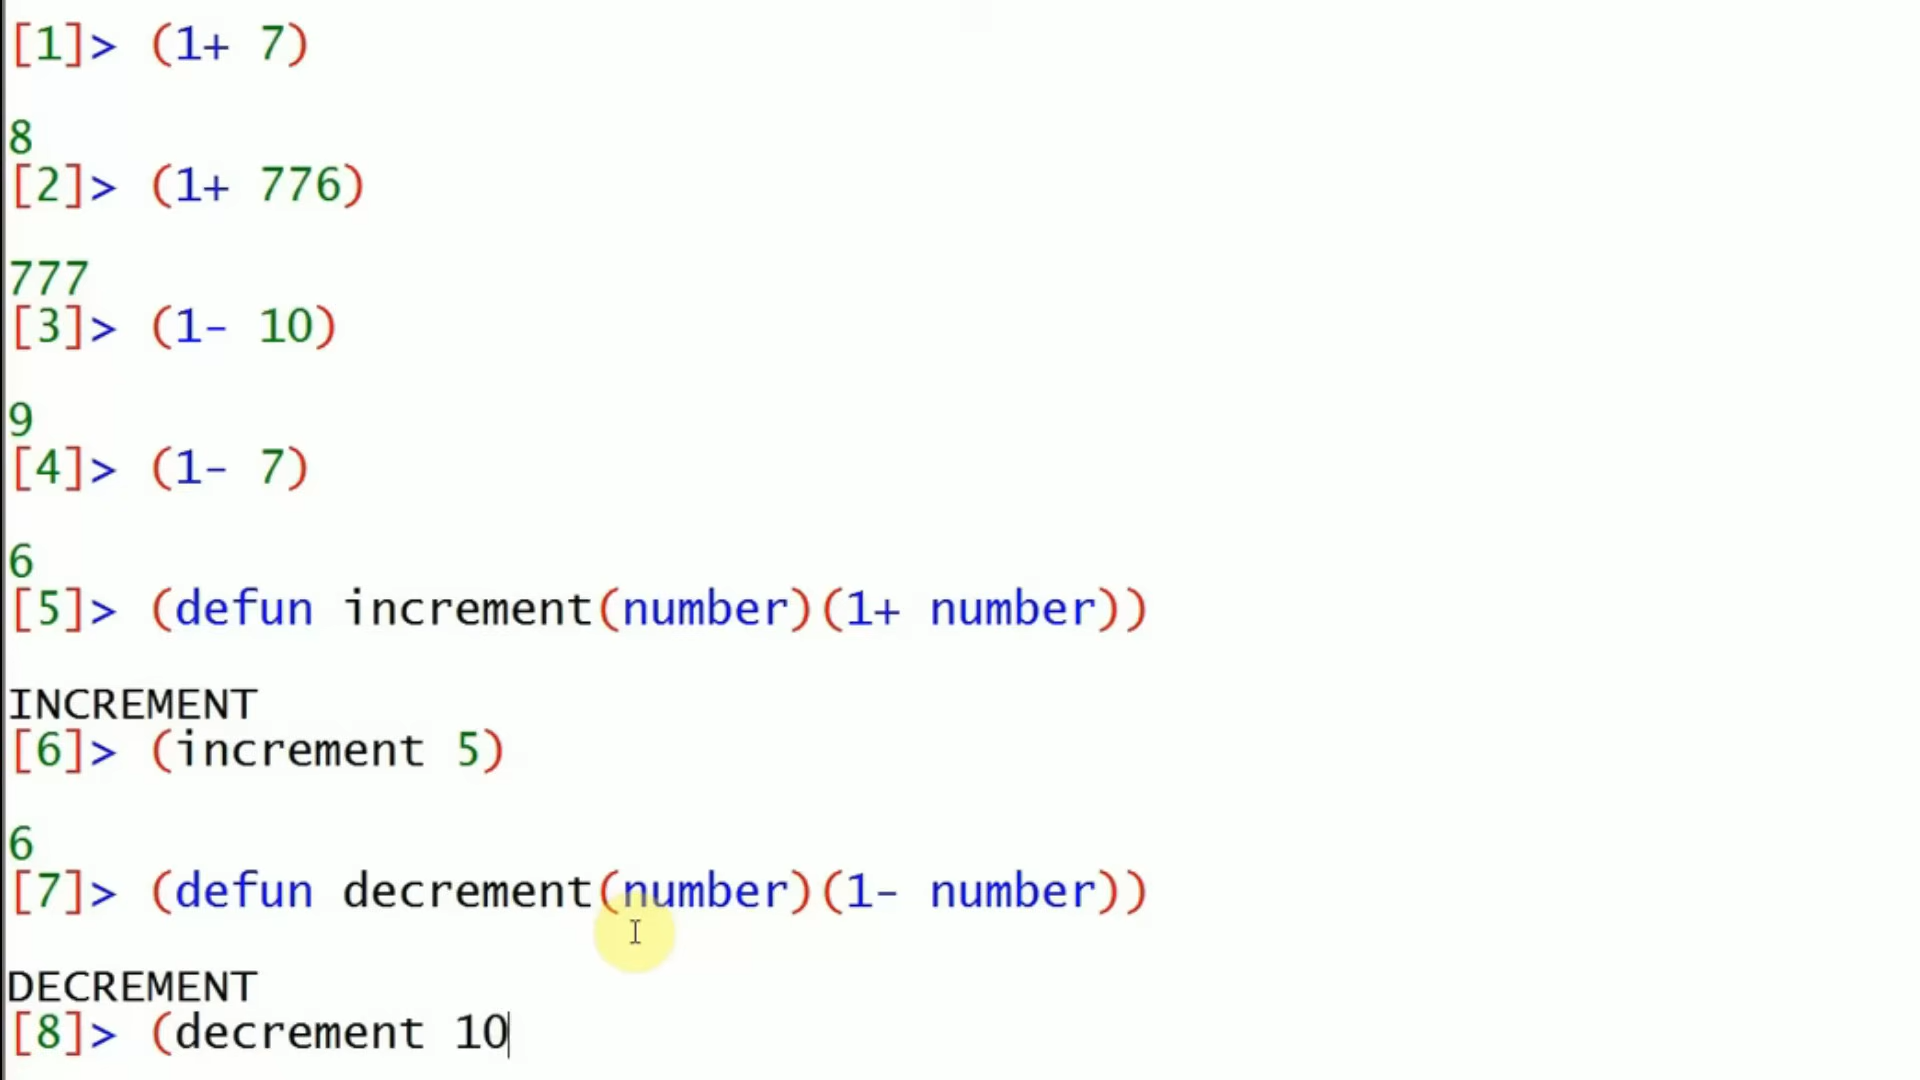 [1]> (1+ 7)
8
[2]> (1+ 776)
777
[3]> (1- 10)
9
[4]> (1- 7)
6
[5]> (defun increment(number)(1+ number))
INCREMENT
[6]> (increment 5)
6
[7]> (defun decrement(number)(1- number))
DECREMENT
[8]> (decrement 10